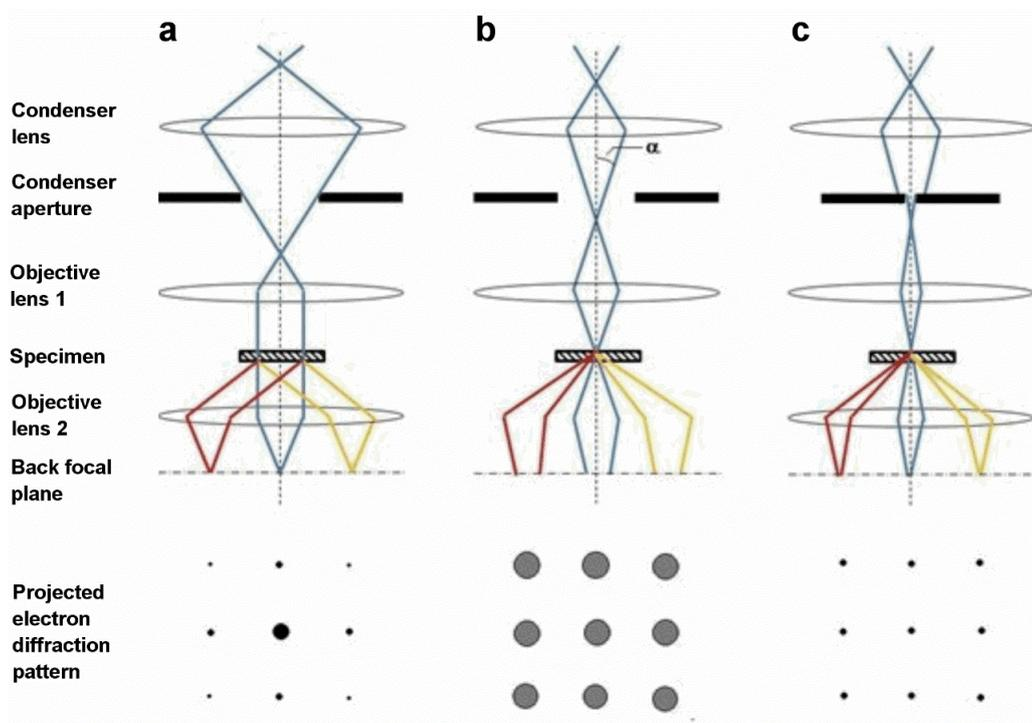 a
b
c
Condenser
lens
α
Condenser
aperture
Objective
lens 1
Specimen
Objective
lens 2
Back focal
plane
Projected
electron
diffraction
pattern